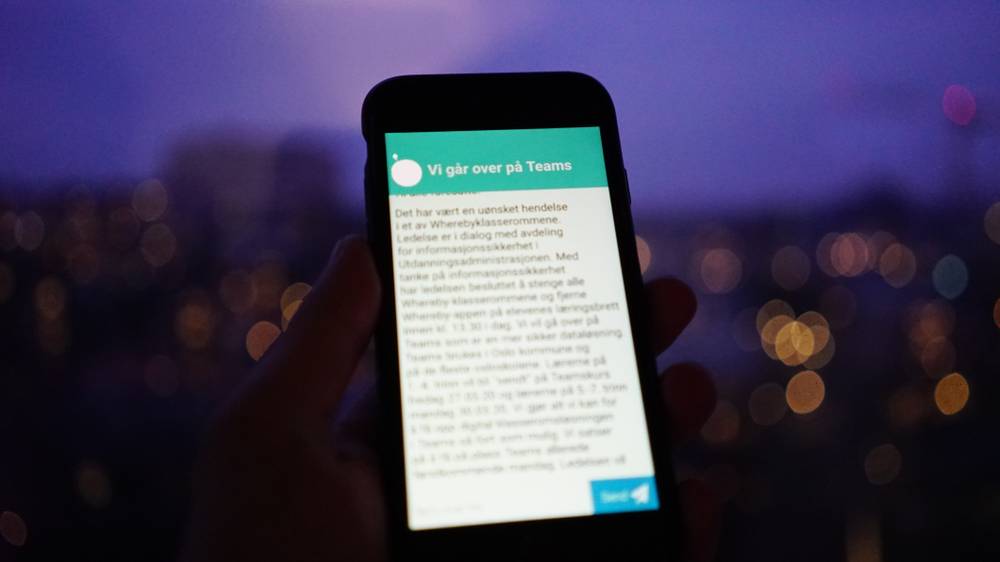 Vi går over på Teams
Det har vært en uønsket hendelse
i et av Wherebyklasserommene.
Ledelse er i dialog med avdeling
for informasjonssikkerhet i
Utdanningsadministrasjonen. Med
tanke på informasjonssikkerhet
har ledelsen besluttet å stenge alle
Whereby-klasserommene og fjerne
Whereby-appen på elevenes læringsbrett
innen kl. 13.30 i dag. Vi vil gå over på
Teams som er en mer sikker dataløsning.
Teams brukes i Oslo kommune og
på de fleste osloskolene. Lærerne på
1.-4. trinn vil bli "sendt" på Teamskurs
fredag 27.03.20 og lærerne på 5.-7. trinn
mandag 30.03.20. Vi gjør alt vi kan for
å få opp digital klasseromsløsningen
i Teams så fort som mulig. Vi satser
på å få på plass Teams allerede
førstkommende mandag. Ledelsen vil
Send